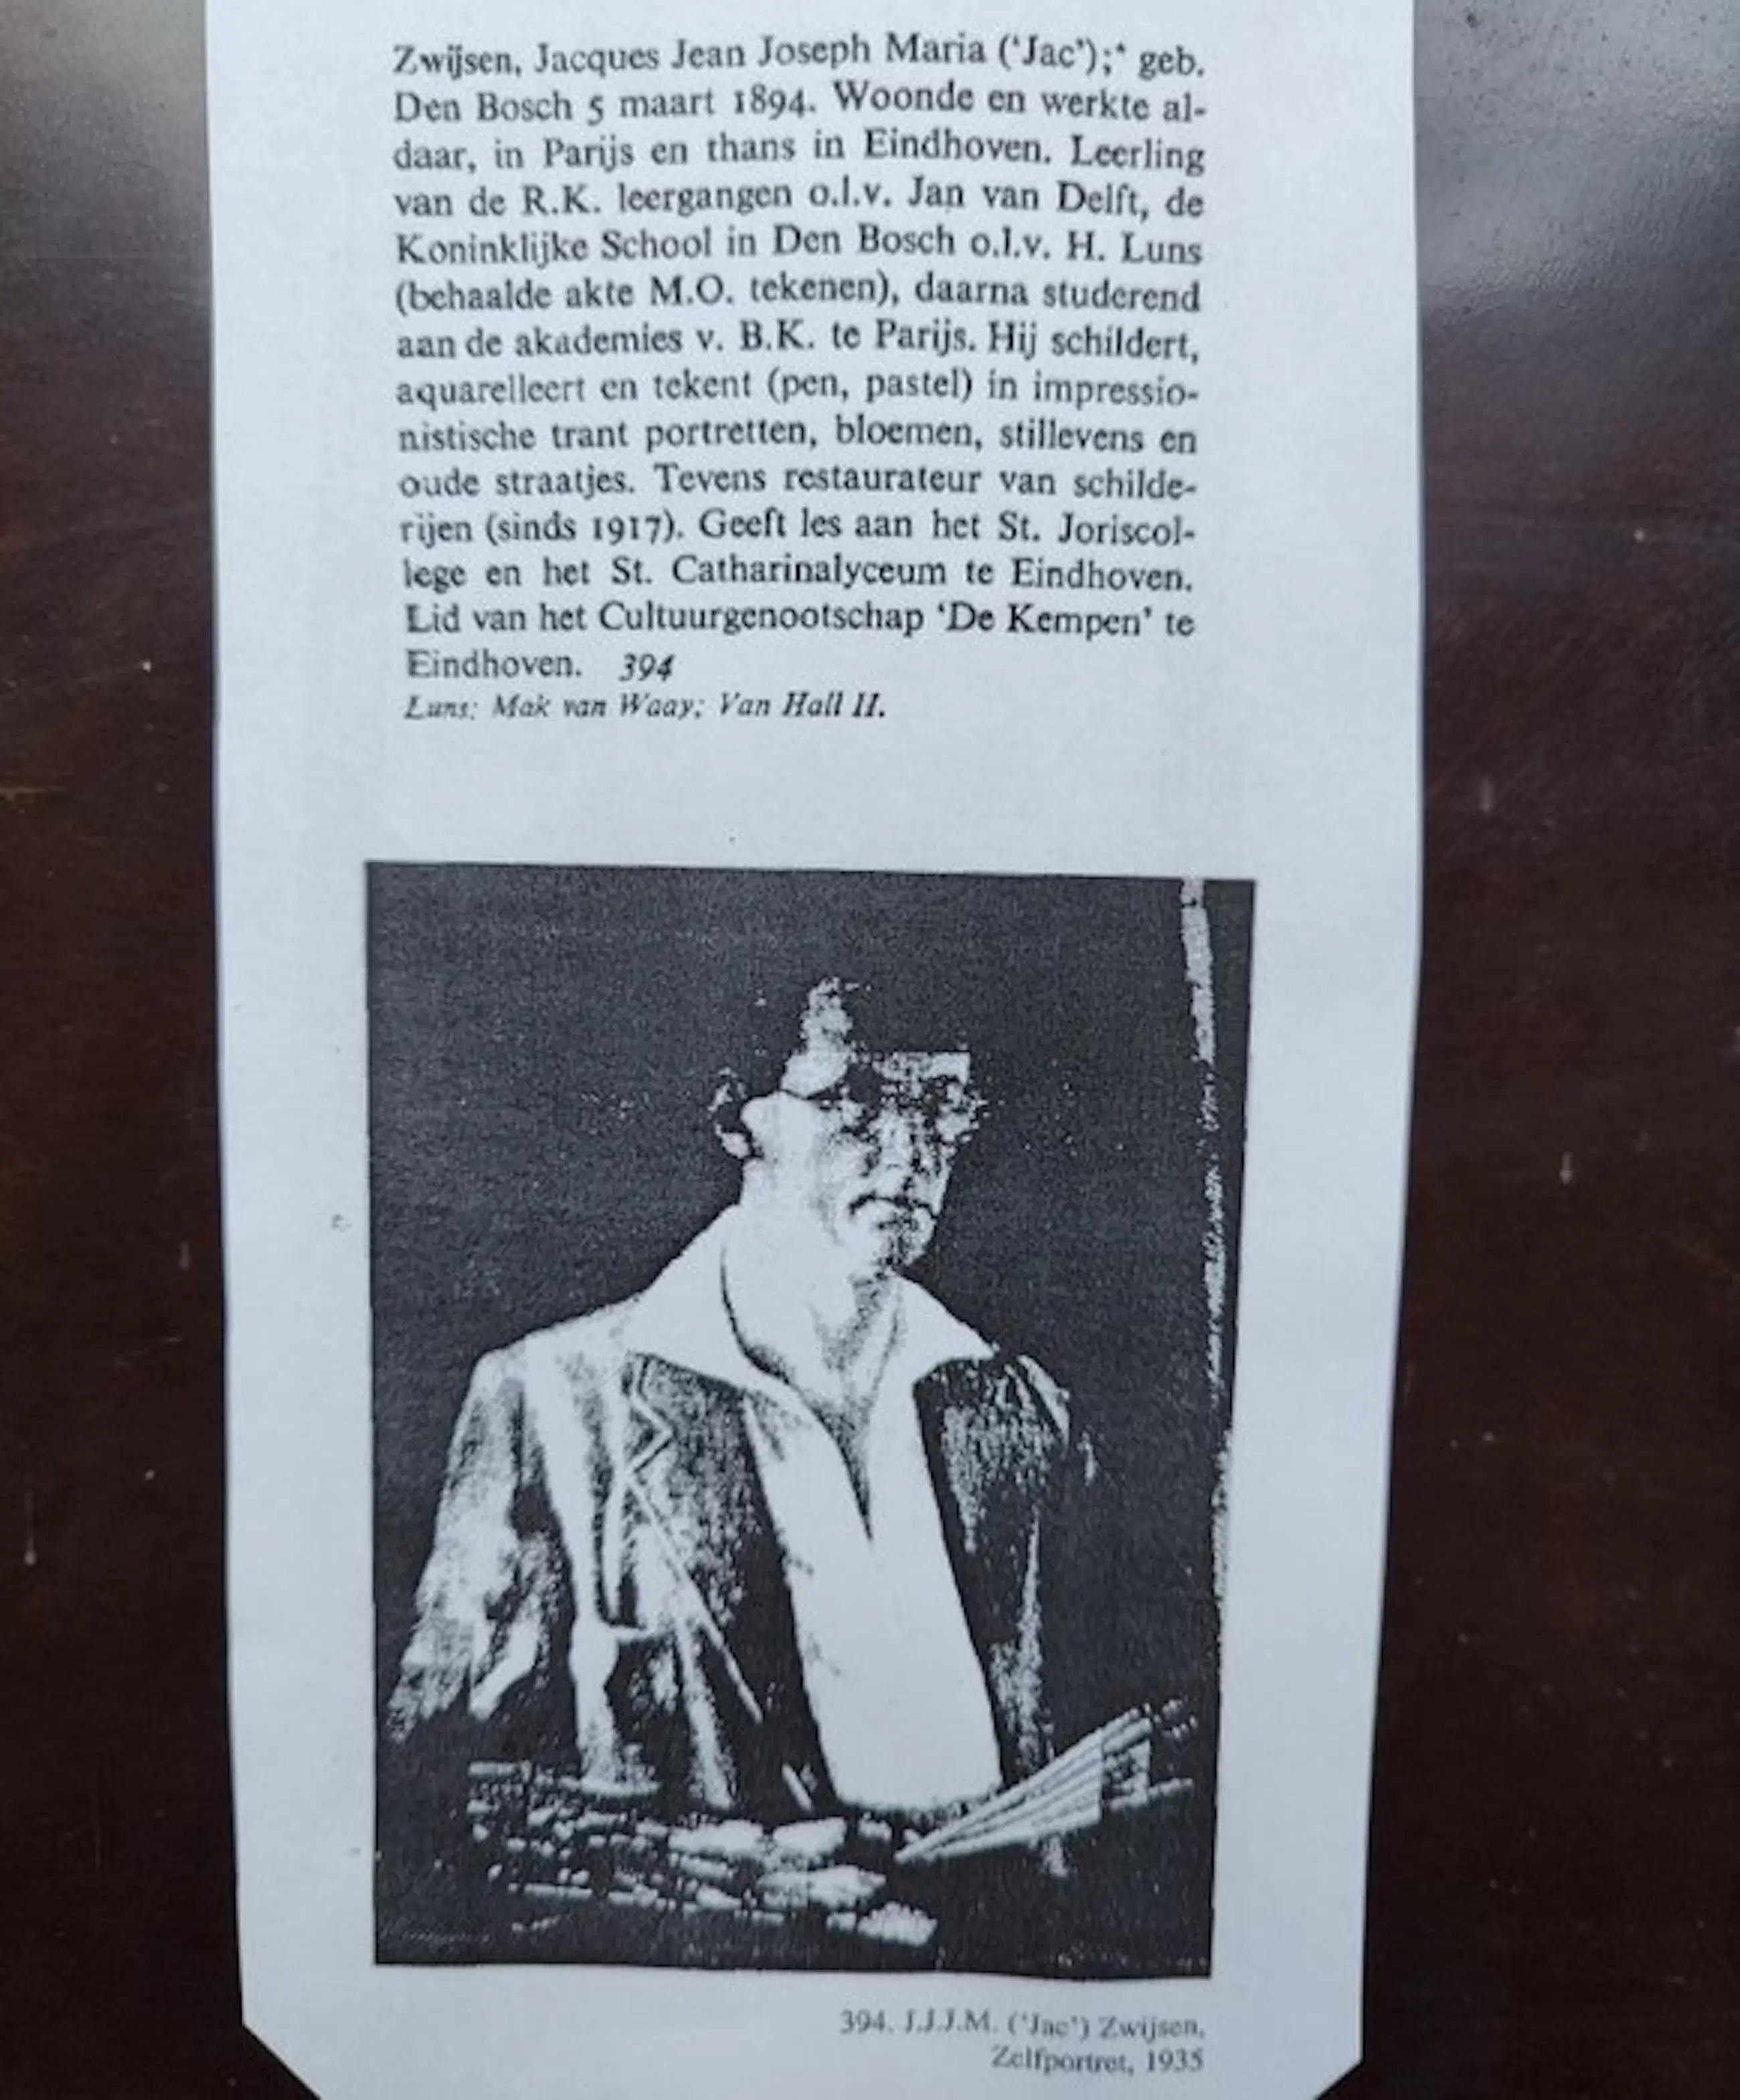 Zwijsen, Jacques Jean Joseph Maria (‘Jac’);* geb.
Den Bosch 5 maart 1894. Woonde en werkte al-
daar, in Parijs en thans in Eindhoven. Leerling
van de R.K. leergangen o.l.v. Jan van Delft, de
Koninklijke School in Den Bosch o.l.v. H. Luns
(behaalde akte M.O. tekenen), daarna studerend
aan de akademies v. B.K. te Parijs. Hij schildert,
aquarelleert en tekent (pen, pastel) in impressio-
nistische trant portretten, bloemen, stillevens en
oude straatjes. Tevens restaurateur van schilde-
rijen (sinds 1917). Geeft les aan het St. Joriscol-
lege en het St. Catharinalyceum te Eindhoven.
Lid van het Cultuurgenootschap ‘De Kempen’ te
Eindhoven. 394
Luns; Mak van Waay; Van Hall II.
394. J.J.J.M. (‘Jac’) Zwijsen,
Zelfportret, 1935